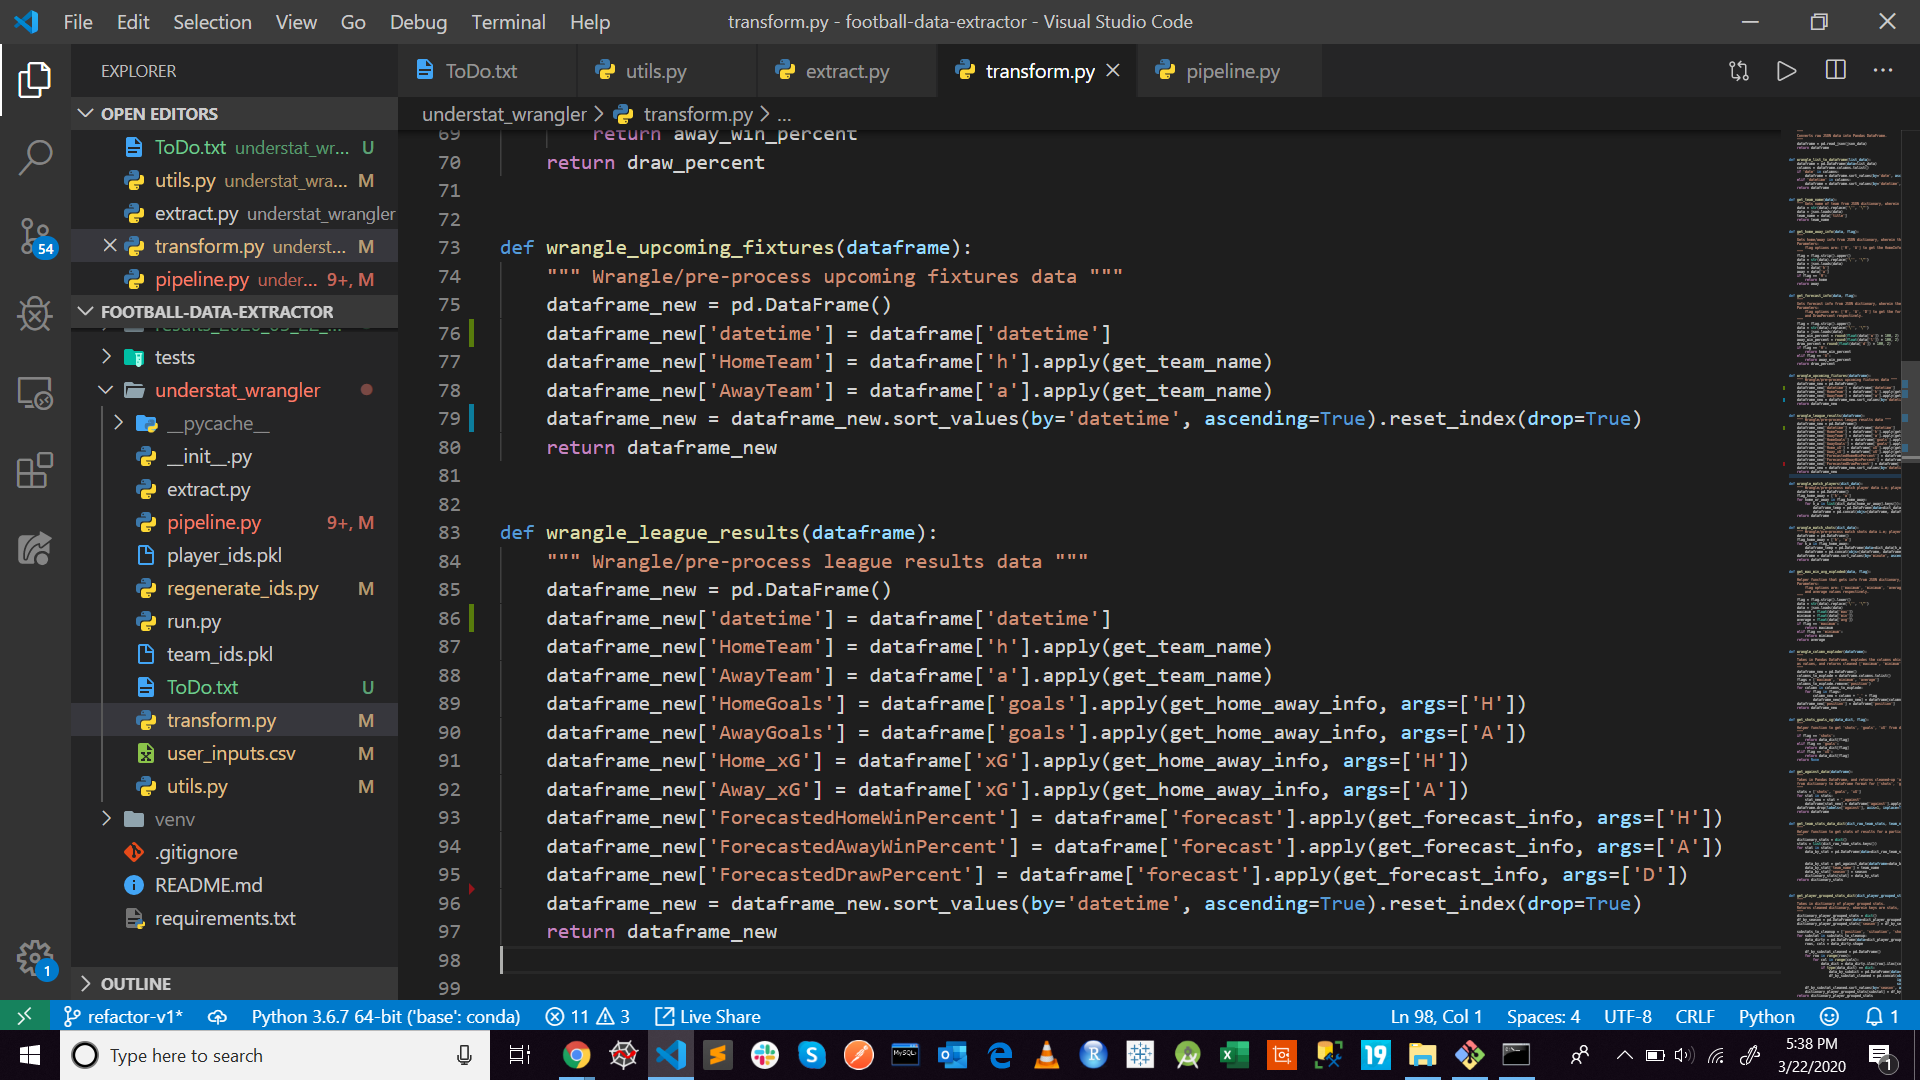 File Edit Selection View Go Debug Terminal Help
transform.py - football-data-extractor - Visual Studio Code
EXPLORER
ToDo.txt
utils.py
extract.py
transform.py
pipeline.py
OPEN EDITORS
ToDo.txt understat_wr... U
utils.py understat_wra... M
extract.py understat_wrangler
transform.py underst... M
pipeline.py under... 9+, M
FOOTBALL-DATA-EXTRACTOR
tests
understat_wrangler
__pycache__
__init__.py
extract.py
pipeline.py 9+, M
player_ids.pkl
regenerate_ids.py M
run.py
team_ids.pkl
ToDo.txt U
transform.py M
user_inputs.csv M
utils.py M
venv
.gitignore
README.md
requirements.txt
OUTLINE
54
1
understat_wrangler > transform.py > ...
69 return away_win_percent
70 return draw_percent
71
72
73 def wrangle_upcoming_fixtures(dataframe):
74 """ Wrangle/pre-process upcoming fixtures data """
75 dataframe_new = pd.DataFrame()
76 dataframe_new['datetime'] = dataframe['datetime']
77 dataframe_new['HomeTeam'] = dataframe['h'].apply(get_team_name)
78 dataframe_new['AwayTeam'] = dataframe['a'].apply(get_team_name)
79 dataframe_new = dataframe_new.sort_values(by='datetime', ascending=True).reset_index(drop=True)
80 return dataframe_new
81
82
83 def wrangle_league_results(dataframe):
84 """ Wrangle/pre-process league results data """
85 dataframe_new = pd.DataFrame()
86 dataframe_new['datetime'] = dataframe['datetime']
87 dataframe_new['HomeTeam'] = dataframe['h'].apply(get_team_name)
88 dataframe_new['AwayTeam'] = dataframe['a'].apply(get_team_name)
89 dataframe_new['HomeGoals'] = dataframe['goals'].apply(get_home_away_info, args=['H'])
90 dataframe_new['AwayGoals'] = dataframe['goals'].apply(get_home_away_info, args=['A'])
91 dataframe_new['Home_xG'] = dataframe['xG'].apply(get_home_away_info, args=['H'])
92 dataframe_new['Away_xG'] = dataframe['xG'].apply(get_home_away_info, args=['A'])
93 dataframe_new['ForecastedHomeWinPercent'] = dataframe['forecast'].apply(get_forecast_info, args=['H'])
94 dataframe_new['ForecastedAwayWinPercent'] = dataframe['forecast'].apply(get_forecast_info, args=['A'])
95 dataframe_new['ForecastedDrawPercent'] = dataframe['forecast'].apply(get_forecast_info, args=['D'])
96 dataframe_new = dataframe_new.sort_values(by='datetime', ascending=True).reset_index(drop=True)
97 return dataframe_new
98
99
refactor-v1* Python 3.6.7 64-bit ('base': conda) 11 3 Live Share Ln 98, Col 1 Spaces: 4 UTF-8 CRLF Python 1
Type here to search
MySQL
R
19
5:38 PM
3/22/2020
1